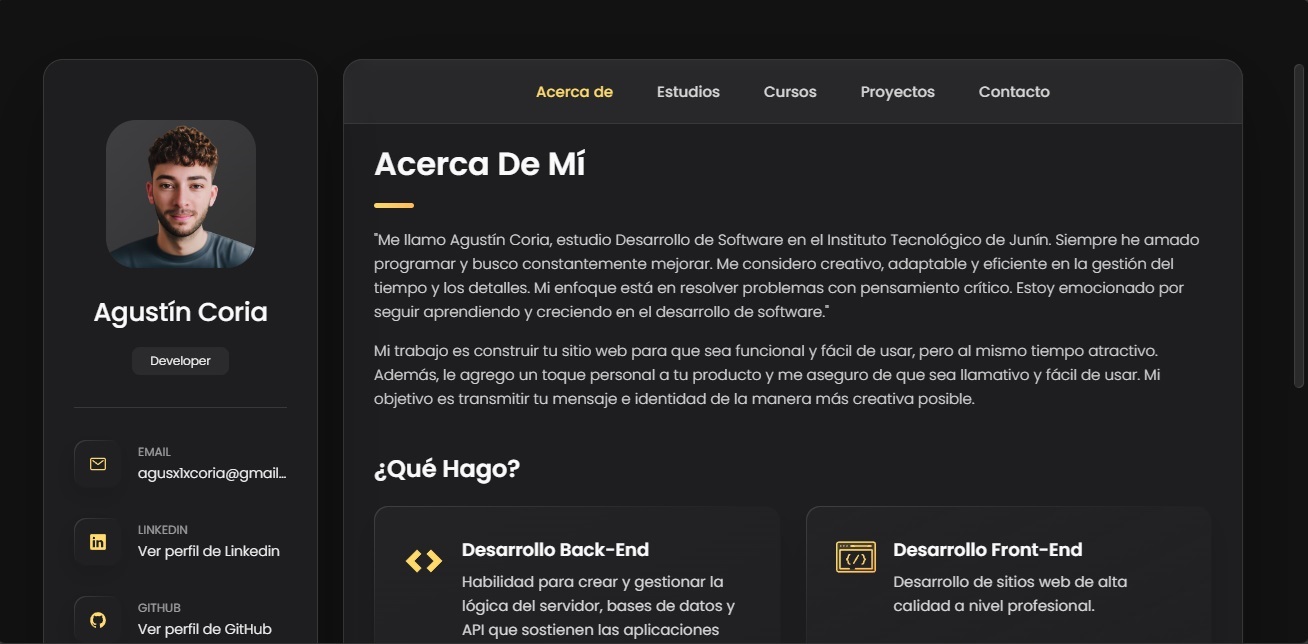 Agustín Coria
Developer
EMAIL
agusx1xcoria@gmail...
LINKEDIN
Ver perfil de Linkedin
GITHUB
Ver perfil de GitHub
Acerca de
Estudios
Cursos
Proyectos
Contacto
Acerca De Mí
"Me llamo Agustín Coria, estudio Desarrollo de Software en el Instituto Tecnológico de Junín. Siempre he amado
programar y busco constantemente mejorar. Me considero creativo, adaptable y eficiente en la gestión del
tiempo y los detalles. Mi enfoque está en resolver problemas con pensamiento crítico. Estoy emocionado por
seguir aprendiendo y creciendo en el desarrollo de software."
Mi trabajo es construir tu sitio web para que sea funcional y fácil de usar, pero al mismo tiempo atractivo.
Además, le agrego un toque personal a tu producto y me aseguro de que sea llamativo y fácil de usar. Mi
objetivo es transmitir tu mensaje e identidad de la manera más creativa posible.
¿Qué Hago?
Desarrollo Back-End
Habilidad para crear y gestionar la
lógica del servidor, bases de datos y
API que sostienen las aplicaciones
Desarrollo Front-End
Desarrollo de sitios web de alta
calidad a nivel profesional.